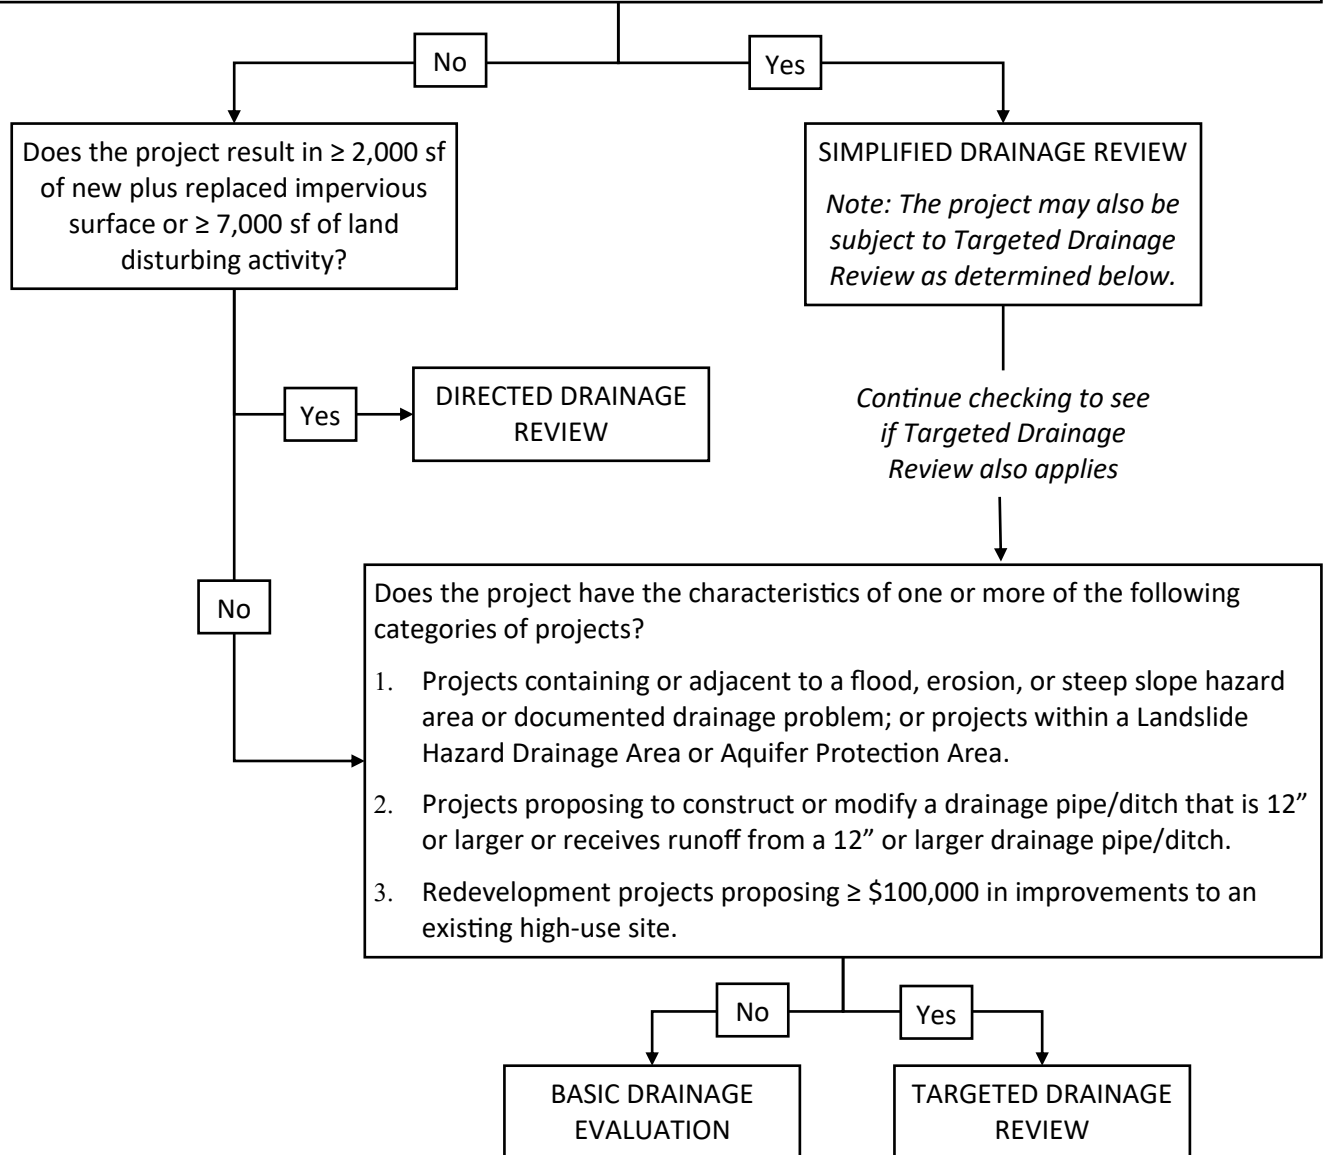 No
Yes
Does the project result in ≥ 2,000 sf
of new plus replaced impervious
surface or ≥ 7,000 sf of land
disturbing activity?
SIMPLIFIED DRAINAGE REVIEW
Note: The project may also be
subject to Targeted Drainage
Review as determined below.
Yes
DIRECTED DRAINAGE
REVIEW
Continue checking to see
if Targeted Drainage
Review also applies
No
Does the project have the characteristics of one or more of the following
categories of projects?
1. Projects containing or adjacent to a flood, erosion, or steep slope hazard
area or documented drainage problem; or projects within a Landslide
Hazard Drainage Area or Aquifer Protection Area.
2. Projects proposing to construct or modify a drainage pipe/ditch that is 12”
or larger or receives runoff from a 12” or larger drainage pipe/ditch.
3. Redevelopment projects proposing ≥ $100,000 in improvements to an
existing high-use site.
No
Yes
BASIC DRAINAGE
EVALUATION
TARGETED DRAINAGE
REVIEW